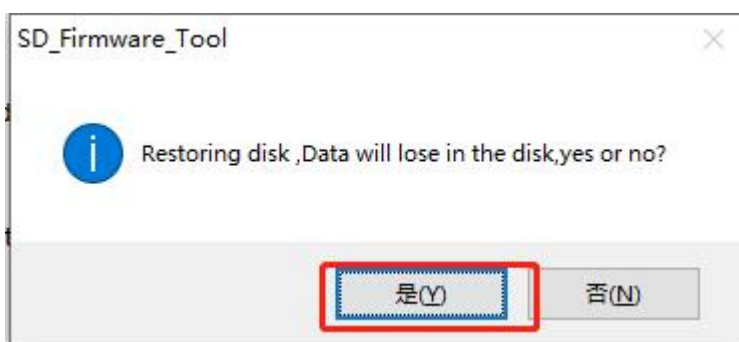 SD_Firmware_Tool
Restoring disk ,Data will lose in the disk,yes or no?
是(Y)
否(N)